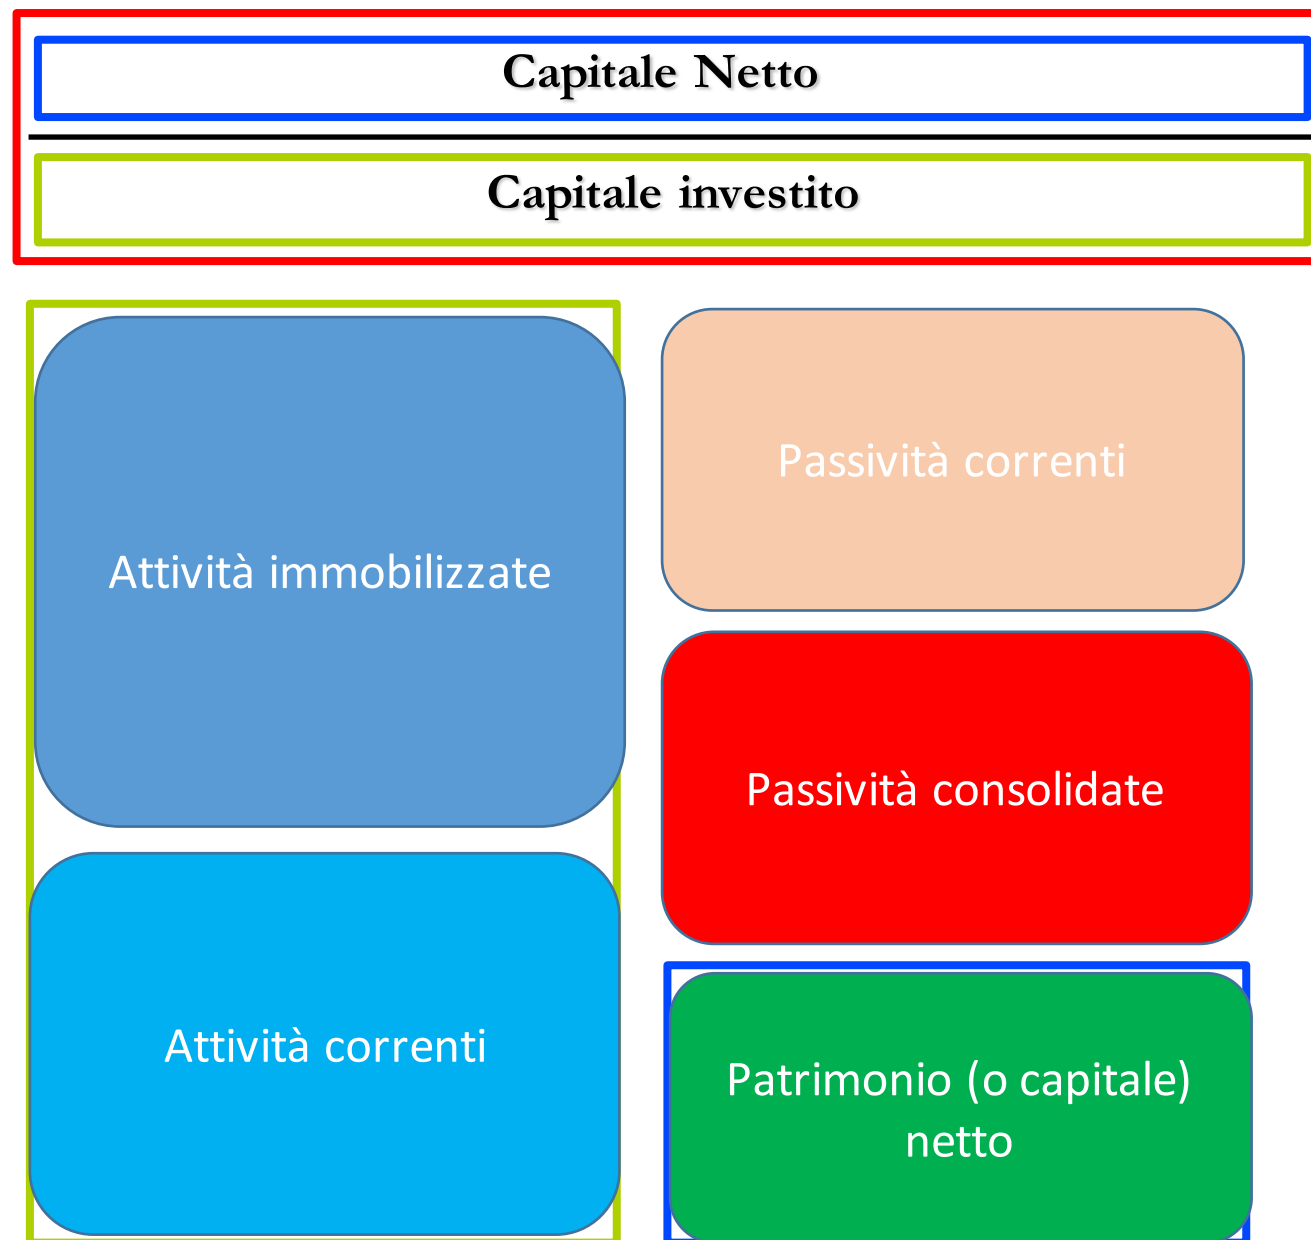 Capitale Netto
Capitale investito
Attività immobilizzate
Attività correnti
Passività correnti
Passività consolidate
Patrimonio (o capitale)
netto